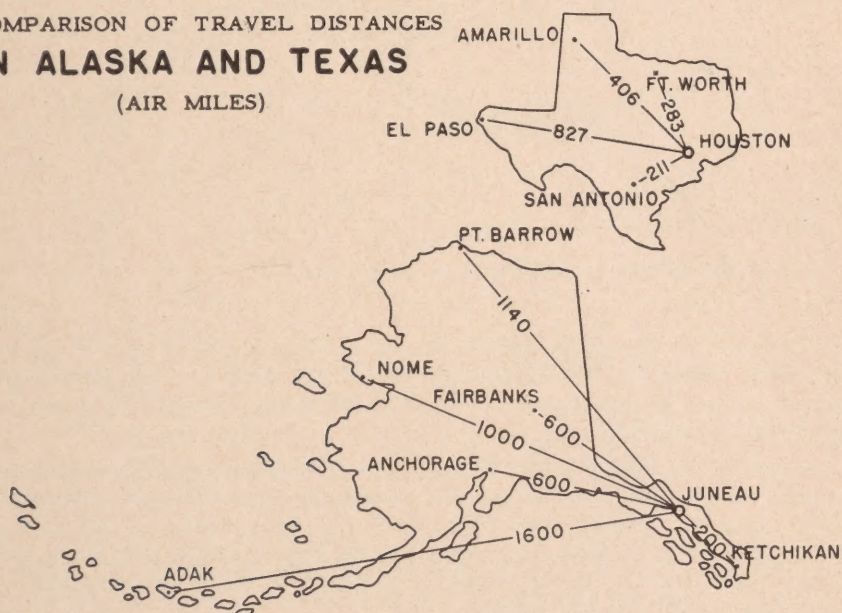 OMPARISON OF TRAVEL DISTANCES
N ALASKA AND TEXAS
(AIR MILES)
AMARILLO
406
FT. WORTH
283
EL PASO
827
HOUSTON
211
SAN ANTONIO
PT. BARROW
1140
NOME
FAIRBANKS
600
1000
ANCHORAGE
600
JUNEAU
1600
200
KETCHIKAN
ADAK